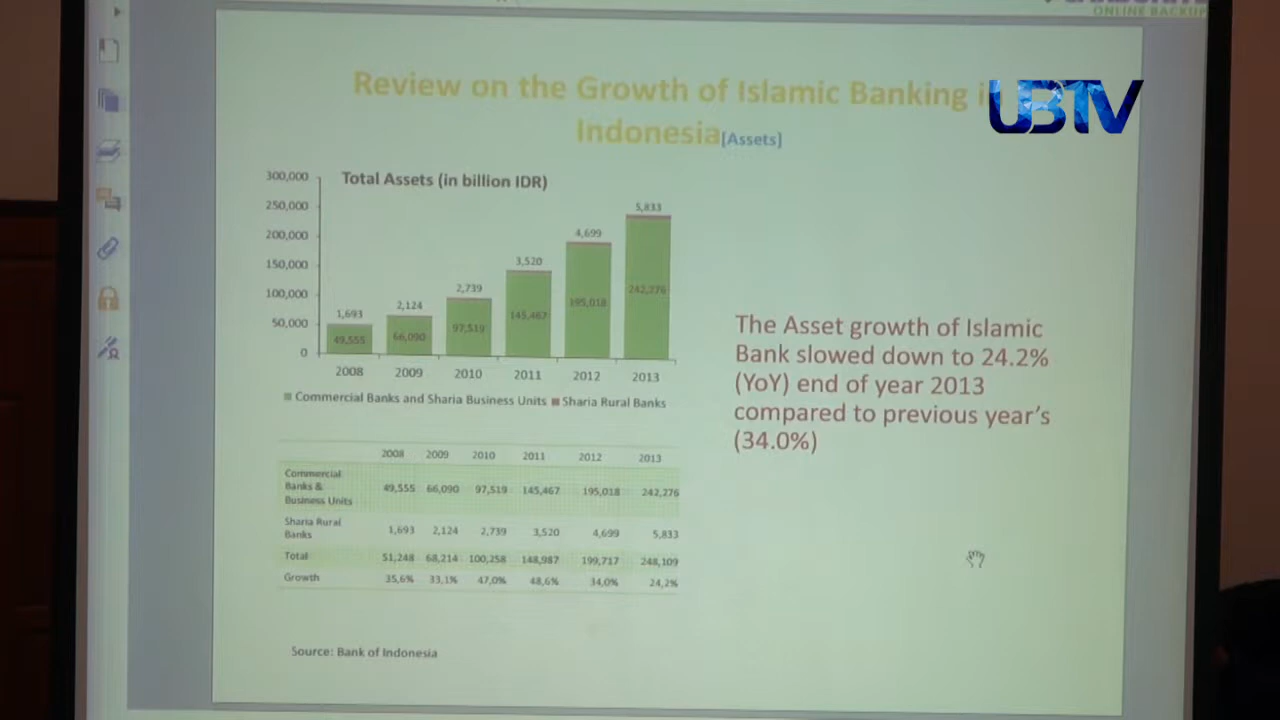 ONLINE BACKUP
UBTV
Review on the Growth of Islamic Banking
Indonesia[Assets]
Total Assets (in billion IDR)
300,000
250,000
200,000
150,000
100,000
50,000
0
1,693
2,124
2,739
3,520
4,699
5,833
49,555
66,090
97,519
145,467
195,018
242,276
2008 2009 2010 2011 2012 2013
Commercial Banks and Sharia Business Units Sharia Rural Banks
The Asset growth of Islamic
Bank slowed down to 24.2%
(YoY) end of year 2013
compared to previous year's
(34.0%)
2008 2009 2010 2011 2012 2013
Commercial
Banks &
Business Units
49,555 66,090 97,519 145,467 195,018 242,276
Sharia Rural
Banks
1,693 2,124 2,739 3,520 4,699 5,833
Total 51,248 68,214 100,258 148,987 199,717 248,109
Growth 35,6% 33,1% 47,0% 48,6% 34,0% 24,2%
Source: Bank of Indonesia